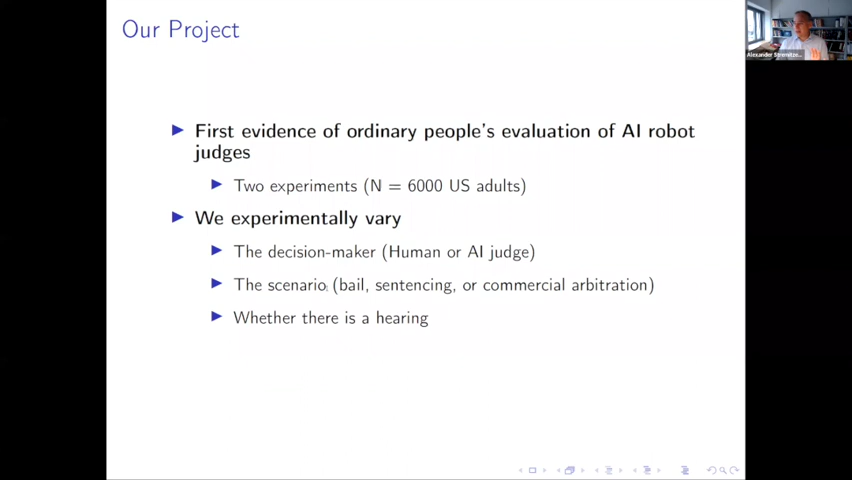 Our Project
First evidence of ordinary people's evaluation of AI robot
judges
Two experiments (N = 6000 US adults)
We experimentally vary
The decision-maker (Human or AI judge)
The scenario (bail, sentencing, or commercial arbitration)
Whether there is a hearing
Alexander